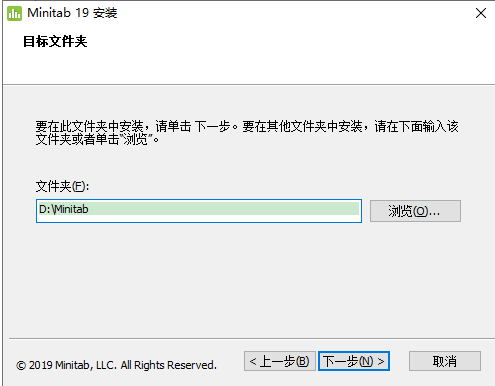 Minitab 19 安装
目标文件夹
要在此文件夹中安装，请单击 下一步。要在其他文件夹中安装，请在下面输入该
文件夹或者单击"浏览"。
文件夹(F):
D:\Minitab
浏览(O)...
© 2019 Minitab, LLC. All Rights Reserved.
< 上一步(B)
下一步(N) >
取消